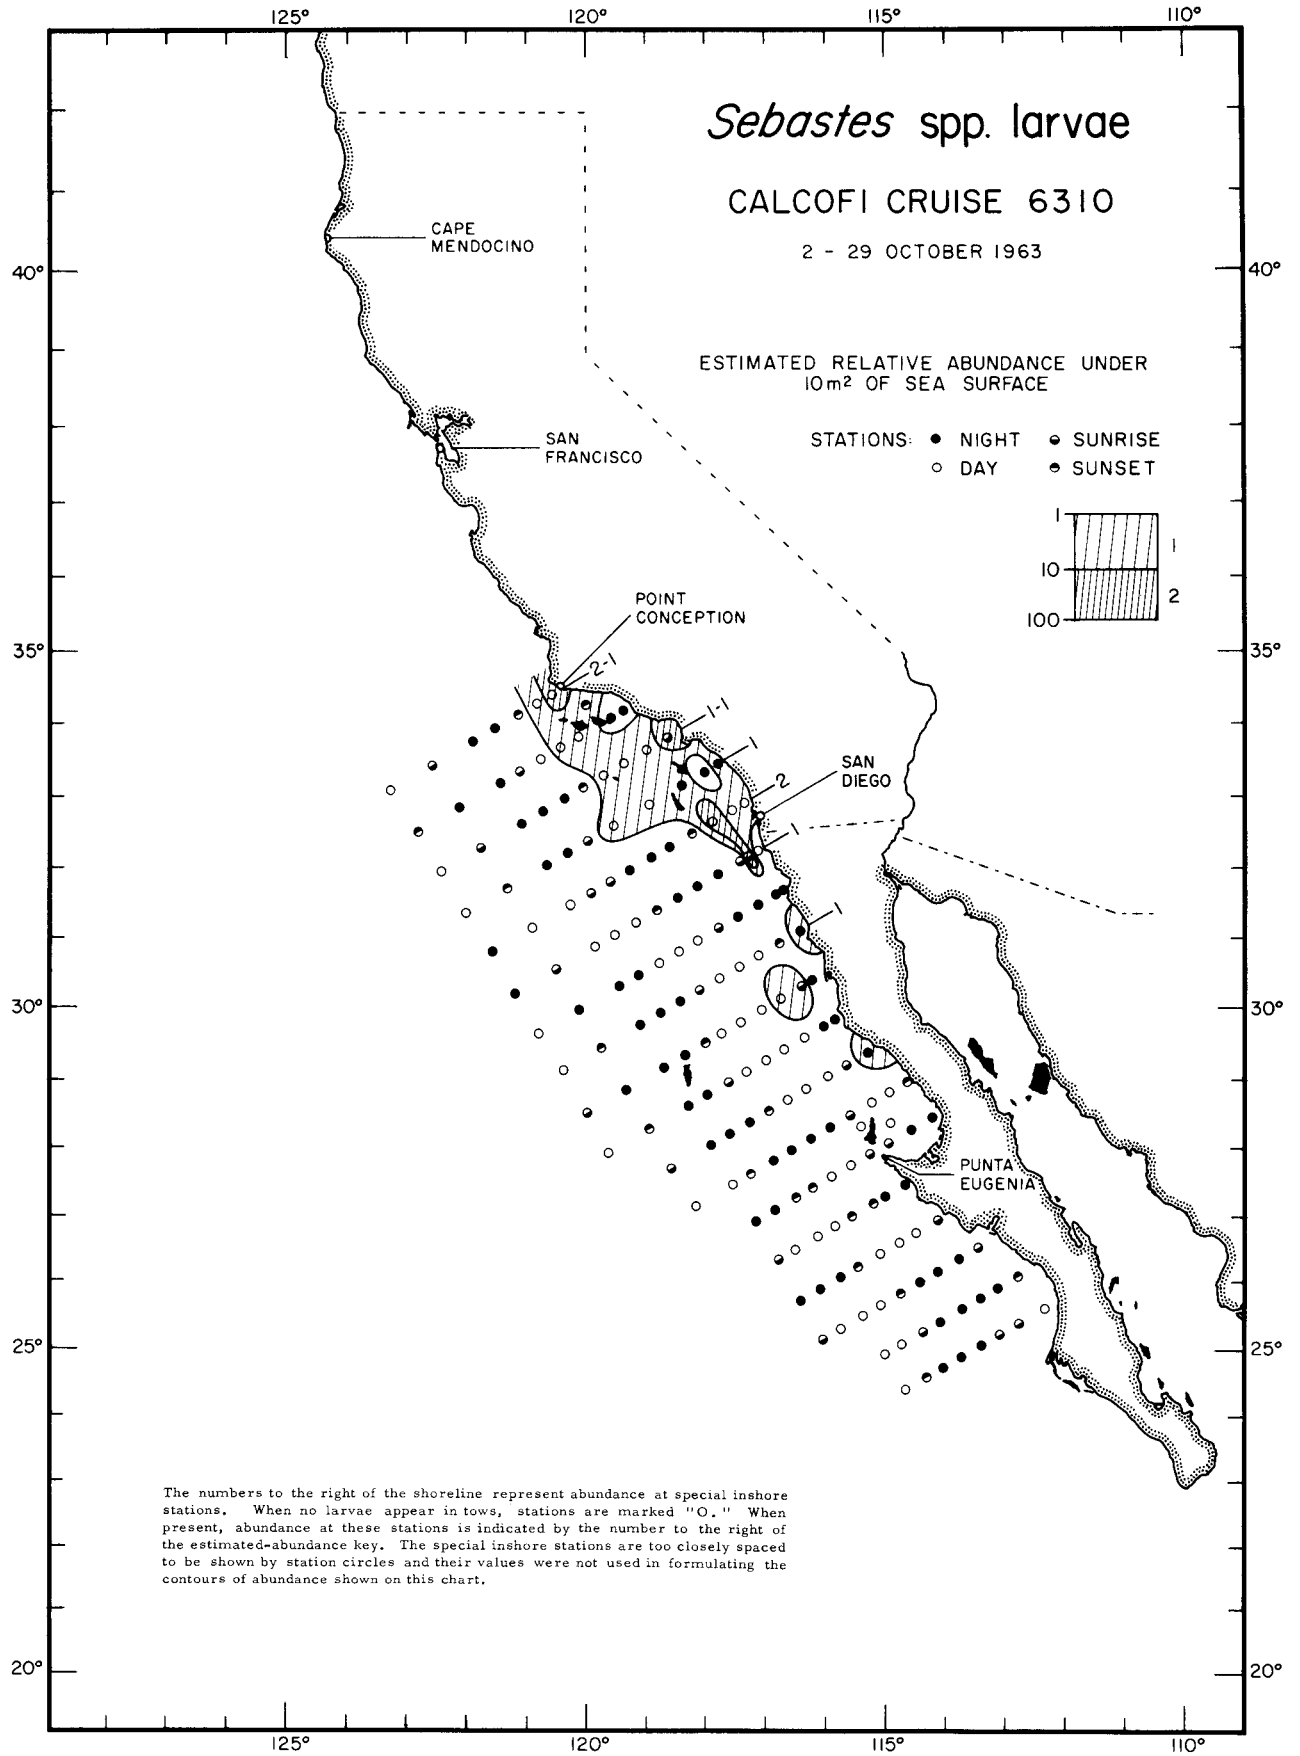 125° 120° 115° 110°
Sebastes spp. larvae
CALCOFI CRUISE 6310
2 - 29 OCTOBER 1963
CAPE
MENDOCINO
40° 40°
ESTIMATED RELATIVE ABUNDANCE UNDER
10m² OF SEA SURFACE
STATIONS: ● NIGHT ◒ SUNRISE
○ DAY ◓ SUNSET
SAN
FRANCISCO
1
1
10
2
100
POINT
CONCEPTION
35° 35°
2-1
1-1
1
SAN
DIEGO
2
1
1
30° 30°
PUNTA
EUGENIA
25° 25°
The numbers to the right of the shoreline represent abundance at special inshore
stations. When no larvae appear in tows, stations are marked "O." When
present, abundance at these stations is indicated by the number to the right of
the estimated-abundance key. The special inshore stations are too closely spaced
to be shown by station circles and their values were not used in formulating the
contours of abundance shown on this chart.
20° 20°
125° 120° 115° 110°